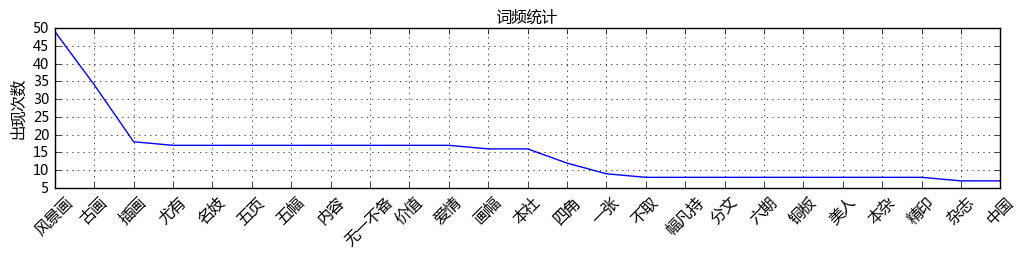 词频统计
出现次数
50
45
40
35
30
25
20
15
10
5
风景画
古画
插画
尤有
名妓
五页
五幅
内容
无一不备
价值
爱情
画幅
本社
四角
一张
不取
幅凡持
分文
六期
铜版
美人
本杂
精印
杂志
中国